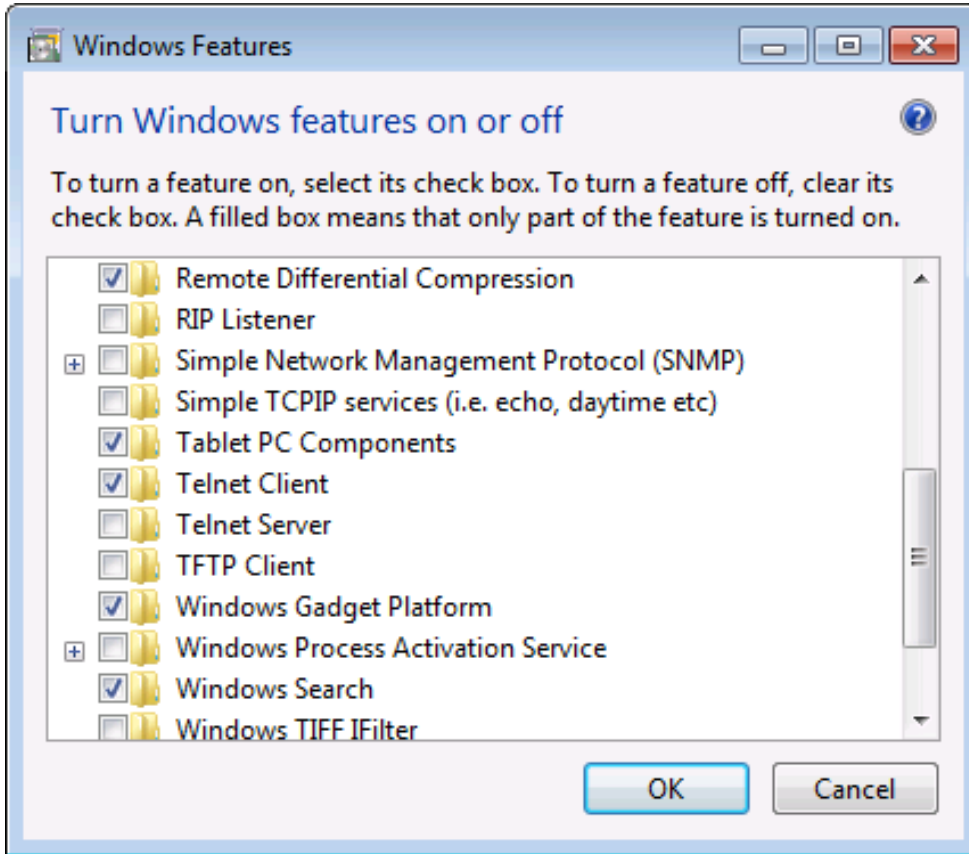 Windows Features
Turn Windows features on or off
To turn a feature on, select its check box. To turn a feature off, clear its
check box. A filled box means that only part of the feature is turned on.
Remote Differential Compression
RIP Listener
Simple Network Management Protocol (SNMP)
Simple TCPIP services (i.e. echo, daytime etc)
Tablet PC Components
Telnet Client
Telnet Server
TFTP Client
Windows Gadget Platform
Windows Process Activation Service
Windows Search
Windows TIFF IFilter
OK Cancel